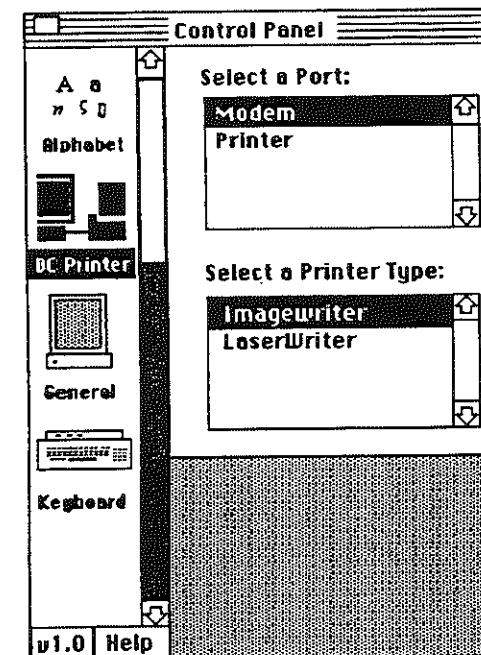 Control Panel
A a
Alphabet
DC Printer
General
Keyboard
v1.0 Help
Select a Port:
Modem
Printer
Select a Printer Type:
Imagewriter
LaserWriter